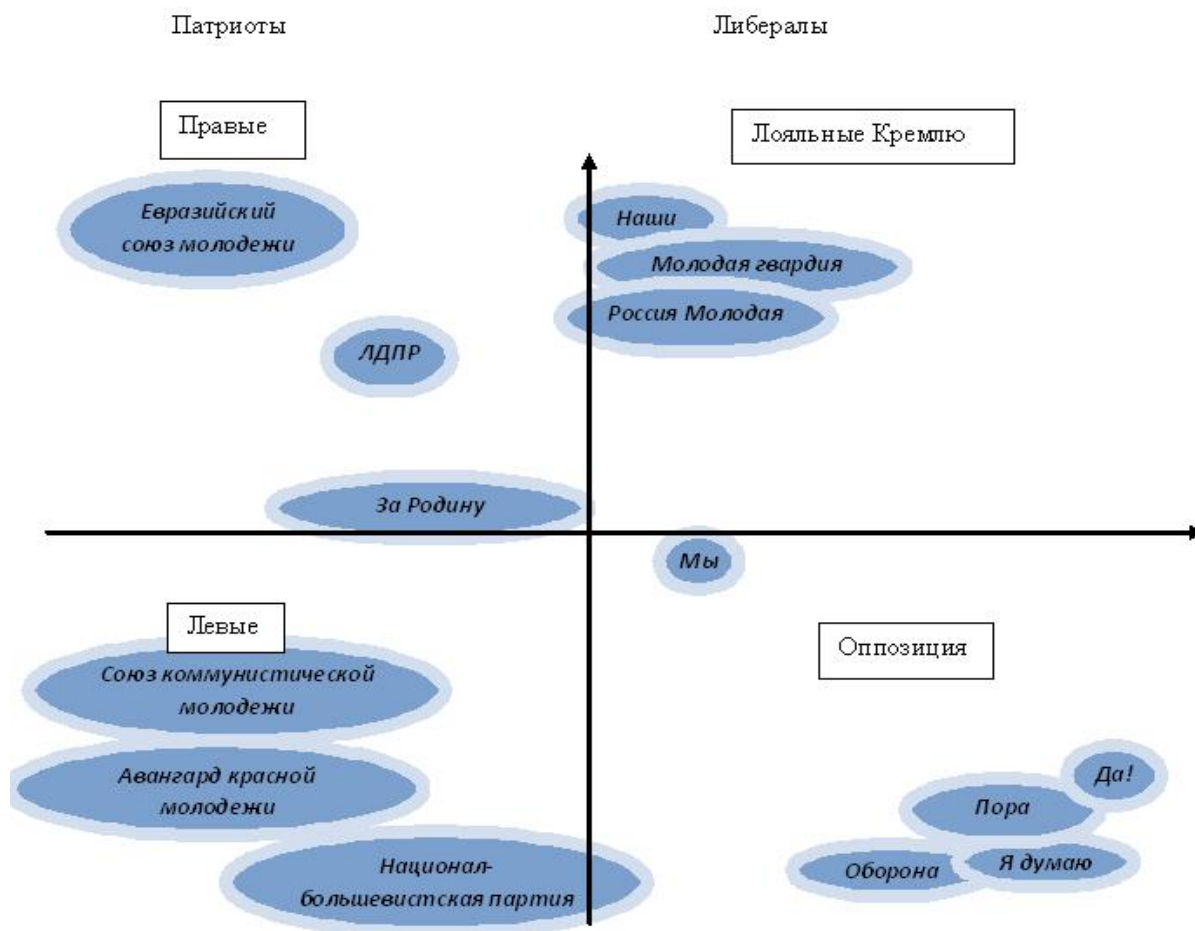 Патриоты
Либералы
Правые
Лояльные Кремлю
Евразийский
союз молодежи
Наши
Молодая гвардия
Россия Молодая
ЛДПР
За Родину
Мы
Левые
Оппозиция
Союз коммунистической
молодежи
Авангард красной
молодежи
Да!
Пора
Национал-
большевистская партия
Оборона
Я думаю